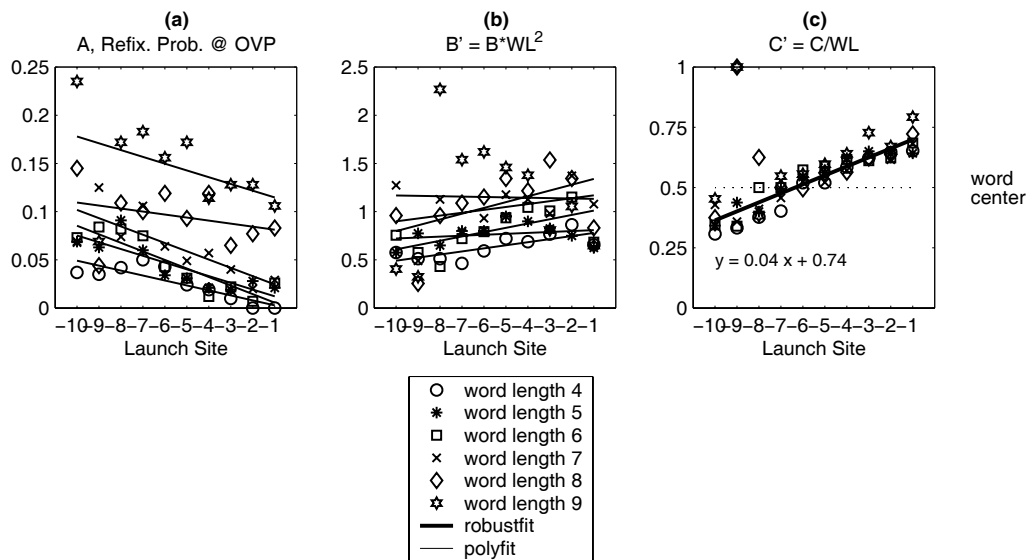 (a)
A, Refix. Prob. @ OVP
0.25
0.2
0.15
0.1
0.05
0
−10−9−8−7−6−5−4−3−2−1
Launch Site
(b)
B' = B*WL²
2.5
2
1.5
1
0.5
0
−10−9−8−7−6−5−4−3−2−1
Launch Site
(c)
C' = C/WL
1
0.75
0.5
0.25
0
y = 0.04 x + 0.74
−10−9−8−7−6−5−4−3−2−1
Launch Site
word
center
word length 4
word length 5
word length 6
word length 7
word length 8
word length 9
robustfit
polyfit